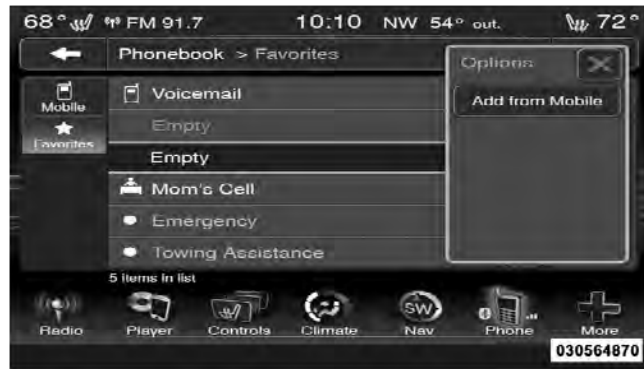 68° FM 91.7 10:10 NW 54° out. 72°
Phonebook > Favorites
Options
Mobile
Favorites
Voicemail
Empty
Empty
Mom's Cell
Emergency
Towing Assistance
Add from Mobile
5 items in list
Radio Player Controls Climate SW Nav Phone More
030564870